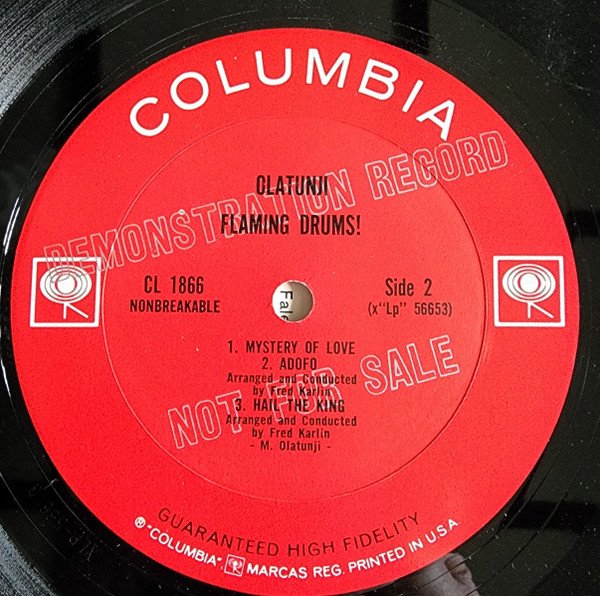 COLUMBIA
DEMONSTRATION RECORD
OLATUNJI
FLAMING DRUMS!
CL 1866
NONBREAKABLE
Side 2
(x"Lp" 56653)
1. MYSTERY OF LOVE
2. ADOFO
Arranged and Conducted
by Fred Karlin
3. HAIL THE KING
Arranged and Conducted
by Fred Karlin
- M. Olatunji -
NOT FOR SALE
GUARANTEED HIGH FIDELITY
® "COLUMBIA", MARCAS REG. PRINTED IN U.S.A.